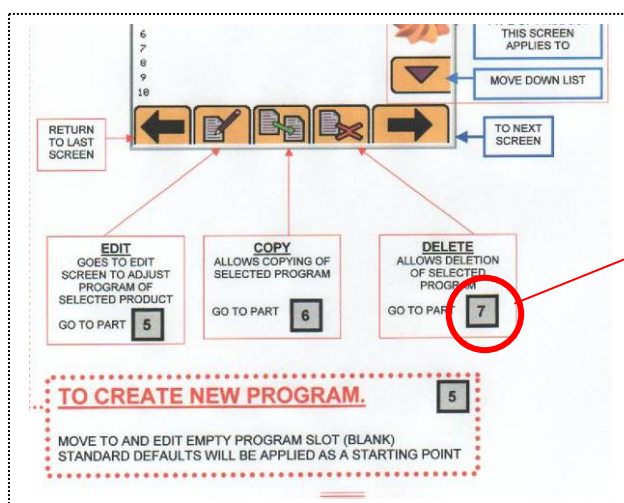 THIS SCREEN
APPLIES TO
6
7
8
9
10
MOVE DOWN LIST
RETURN
TO LAST
SCREEN
TO NEXT
SCREEN
EDIT
GOES TO EDIT
SCREEN TO ADJUST
PROGRAM OF
SELECTED PRODUCT
GO TO PART 5
COPY
ALLOWS COPYING OF
SELECTED PROGRAM
GO TO PART 6
DELETE
ALLOWS DELETION
OF SELECTED
PROGRAM
GO TO PART 7
TO CREATE NEW PROGRAM. 5
MOVE TO AND EDIT EMPTY PROGRAM SLOT (BLANK)
STANDARD DEFAULTS WILL BE APPLIED AS A STARTING POINT